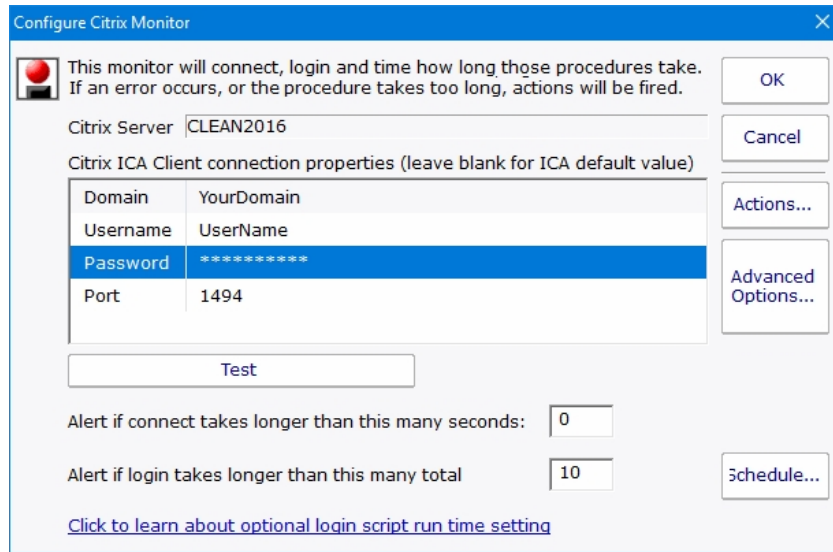 Configure Citrix Monitor
This monitor will connect, login and time how long those procedures take.
If an error occurs, or the procedure takes too long, actions will be fired.
OK
Citrix Server CLEAN2016
Cancel
Citrix ICA Client connection properties (leave blank for ICA default value)
Domain YourDomain
Actions...
Username UserName
Password **********
Advanced
Options...
Port 1494
Test
Alert if connect takes longer than this many seconds: 0
Alert if login takes longer than this many total 10
Schedule...
Click to learn about optional login script run time setting